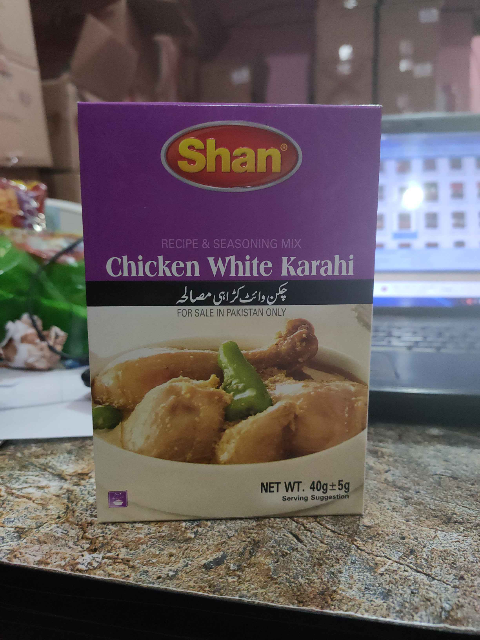 Shan®
RECIPE & SEASONING MIX
Chicken White Karahi
چکن وائٹ کڑاہی مصالحہ
FOR SALE IN PAKISTAN ONLY
NET WT. 40g±5g
Serving Suggestion